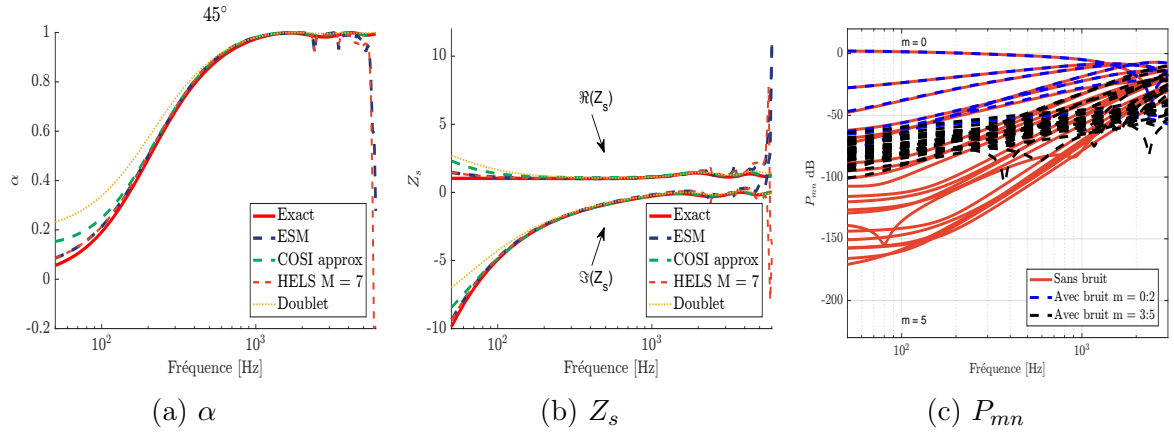 45°
1
0.8
0.6
0.4
0.2
0
-0.2
α
10² 10³
Fréquence [Hz]
Exact
ESM
COSI approx
HELS M = 7
Doublet
(a) α
10
5
0
-5
-10
Z_s
ℜ(Z_s)
ℑ(Z_s)
10² 10³
Fréquence [Hz]
Exact
ESM
COSI approx
HELS M = 7
Doublet
(b) Z_s
0
-50
-100
-150
-200
P_mn dB
m = 0
m = 5
10² 10³
Fréquence [Hz]
Sans bruit
Avec bruit m = 0:2
Avec bruit m = 3:5
(c) P_mn